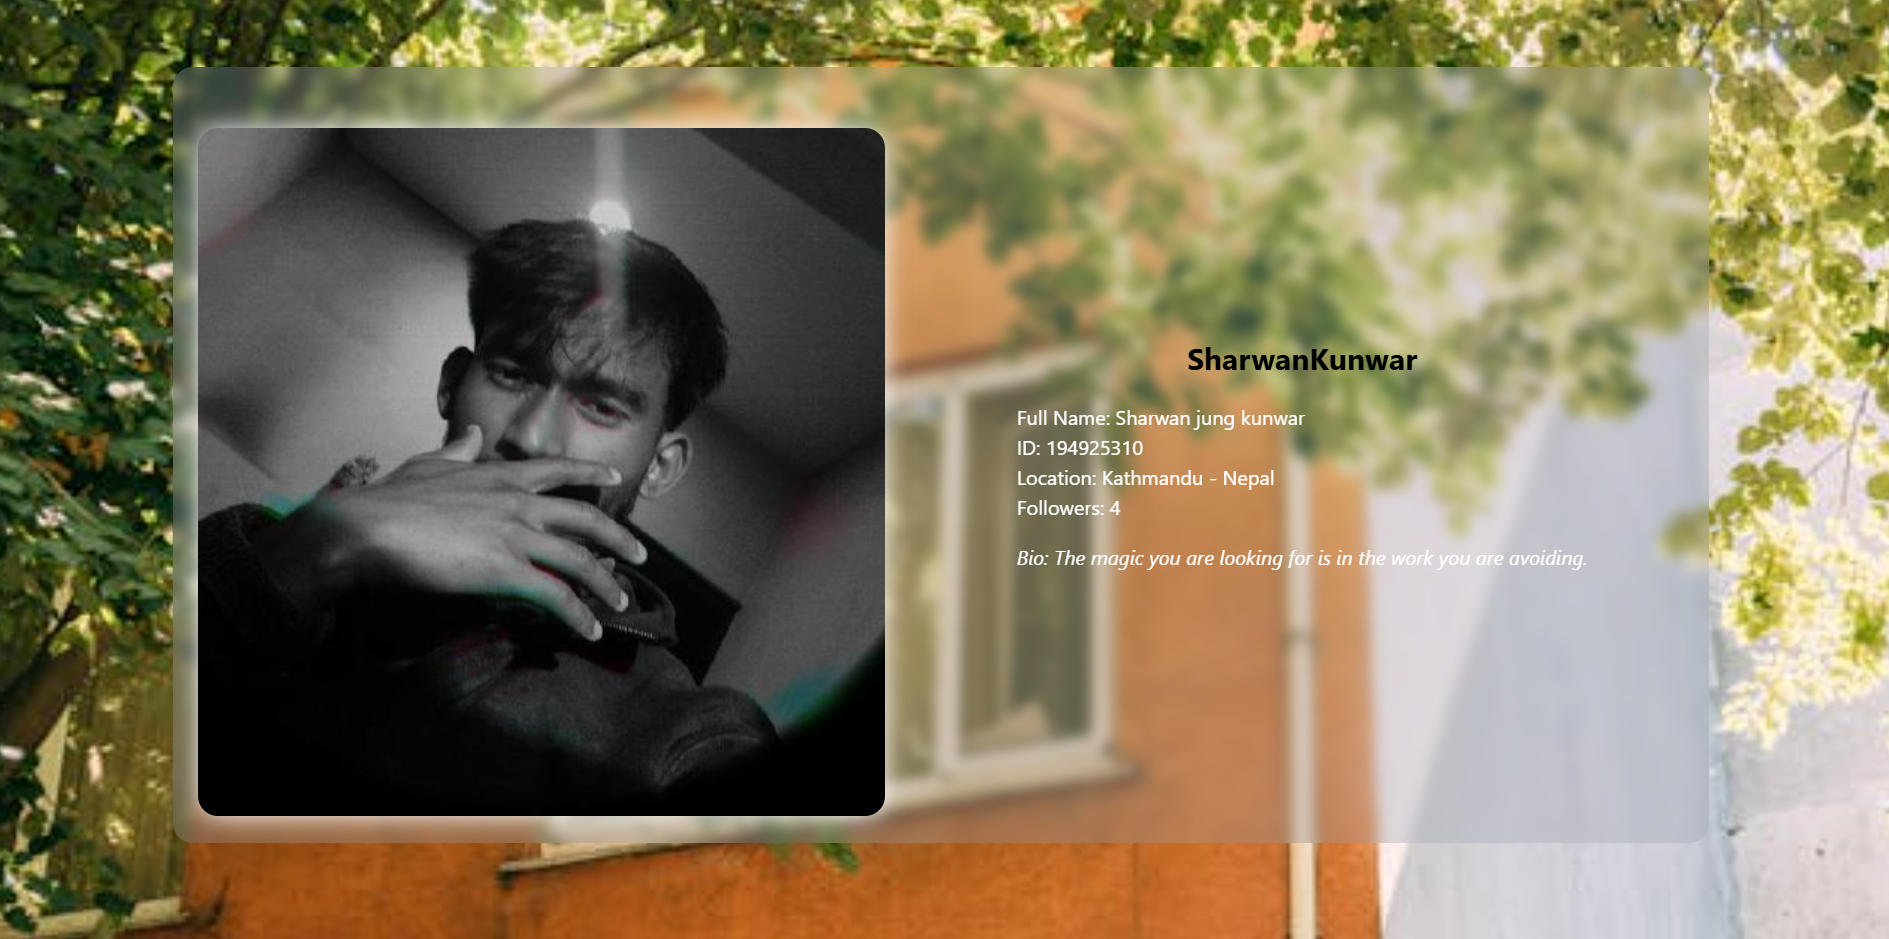 SharwanKunwar
Full Name: Sharwan jung kunwar
ID: 194925310
Location: Kathmandu - Nepal
Followers: 4
Bio: The magic you are looking for is in the work you are avoiding.